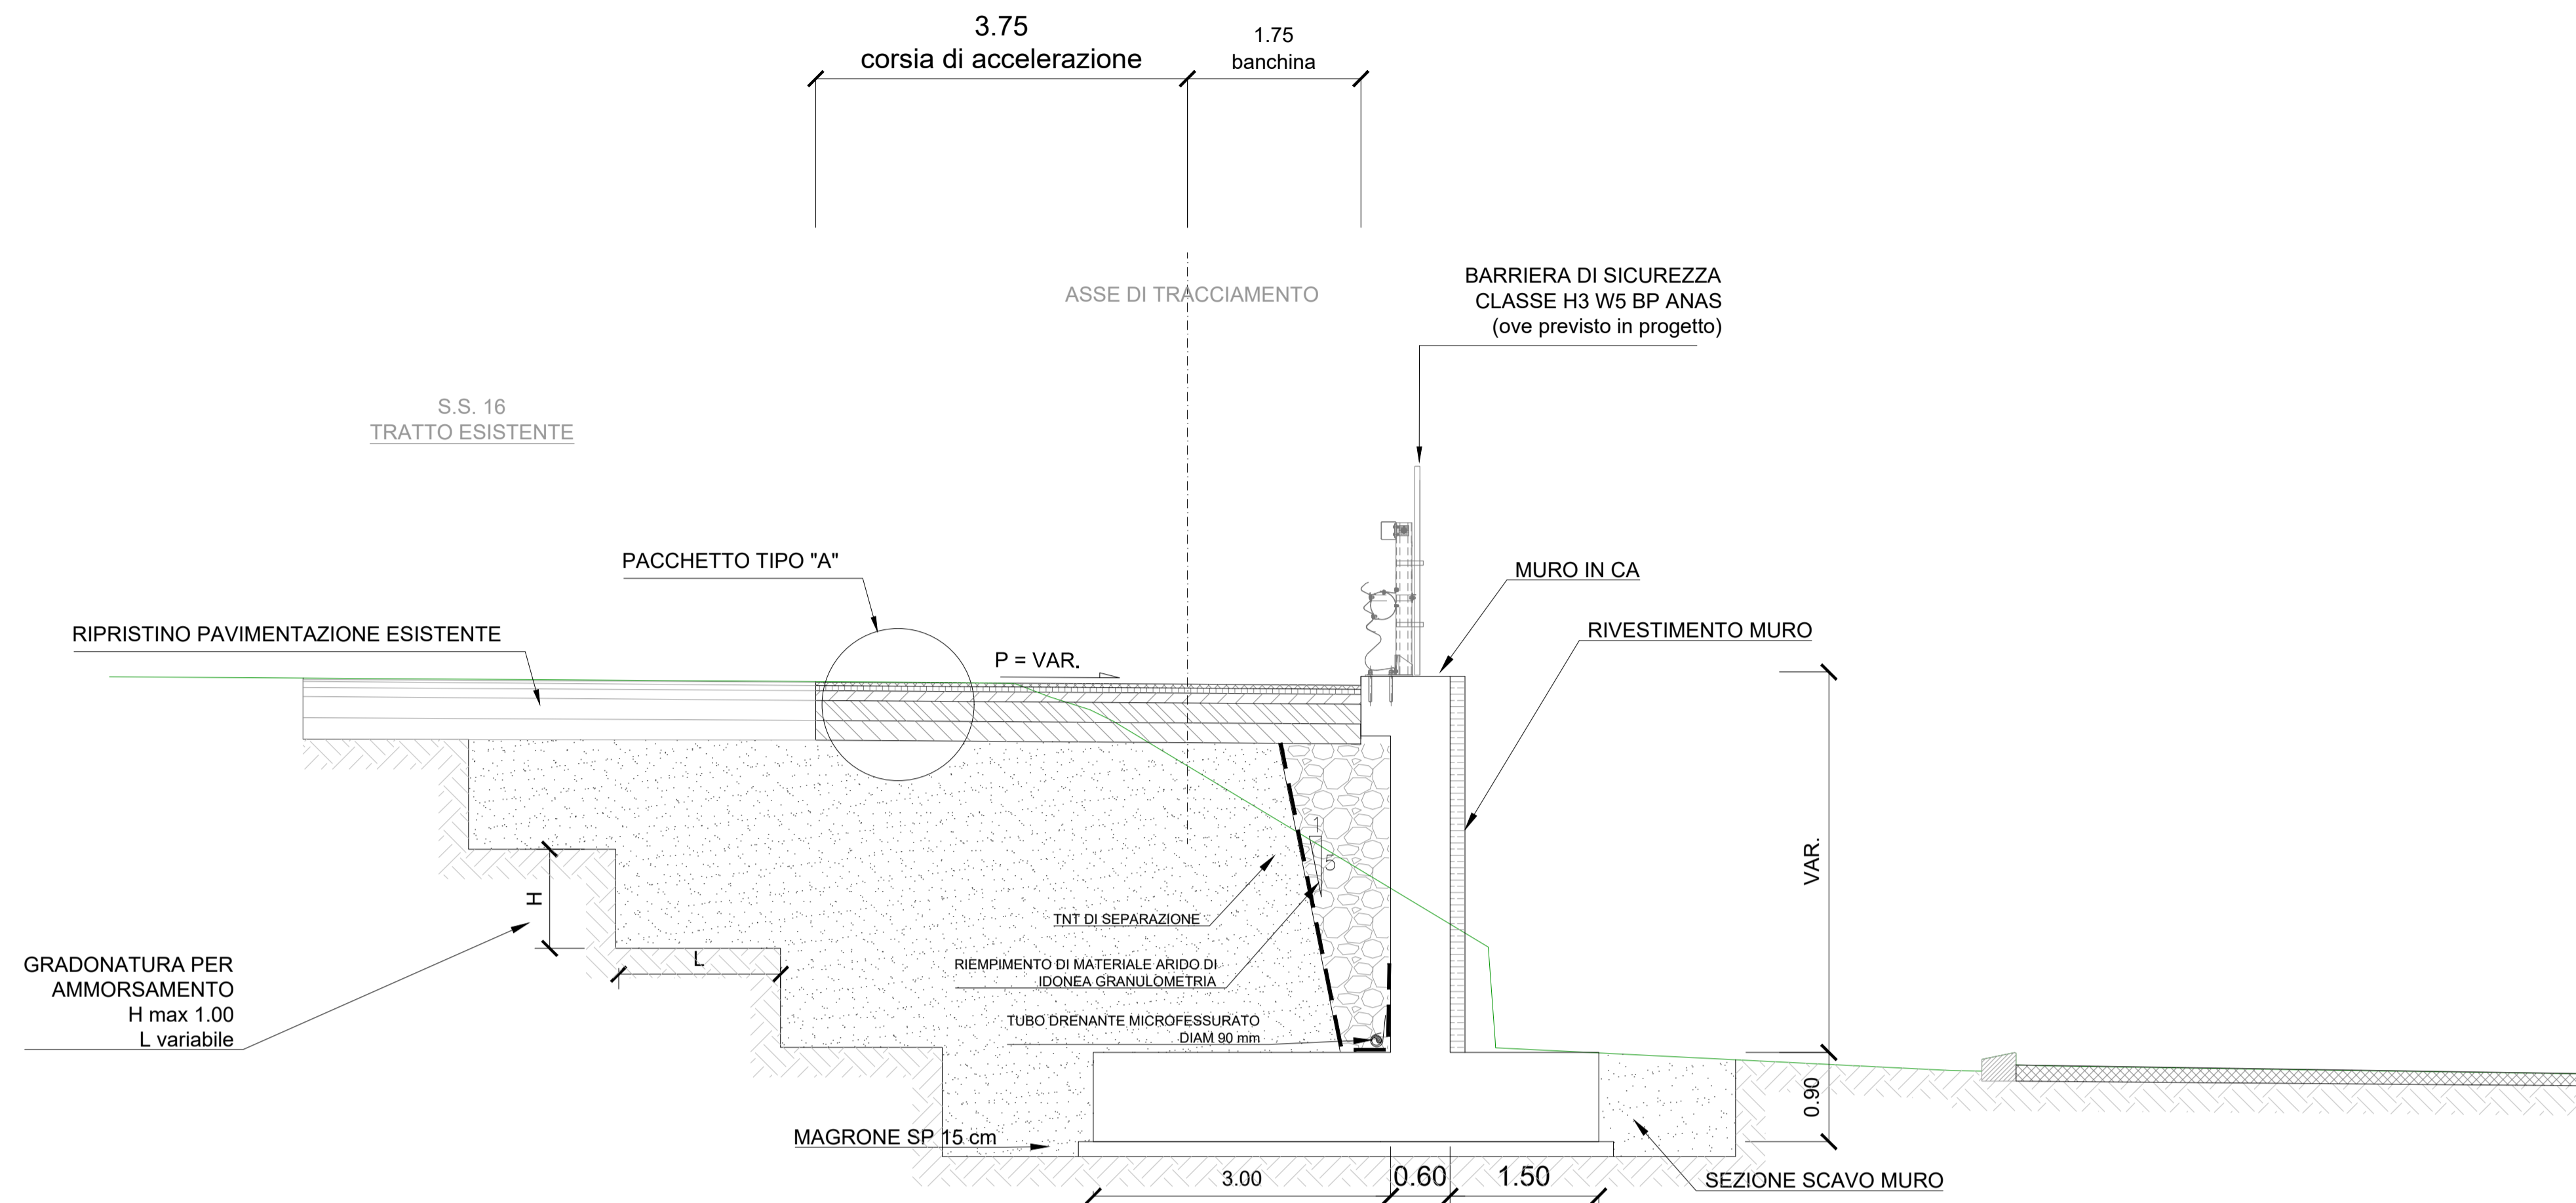 3.75
corsia di accelerazione
1.75
banchina
ASSE DI TRACCIAMENTO
BARRIERA DI SICUREZZA
CLASSE H3 W5 BP ANAS
(ove previsto in progetto)
S.S. 16
TRATTO ESISTENTE
PACCHETTO TIPO "A"
MURO IN CA
RIPRISTINO PAVIMENTAZIONE ESISTENTE
P = VAR.
RIVESTIMENTO MURO
1
5
VAR.
H
TNT DI SEPARAZIONE
L
RIEMPIMENTO DI MATERIALE ARIDO DI
IDONEA GRANULOMETRIA
GRADONATURA PER
AMMORSAMENTO
H max 1.00
L variabile
TUBO DRENANTE MICROFESSURATO
DIAM 90 mm
0.90
MAGRONE SP 15 cm
3.00
0.60
1.50
SEZIONE SCAVO MURO